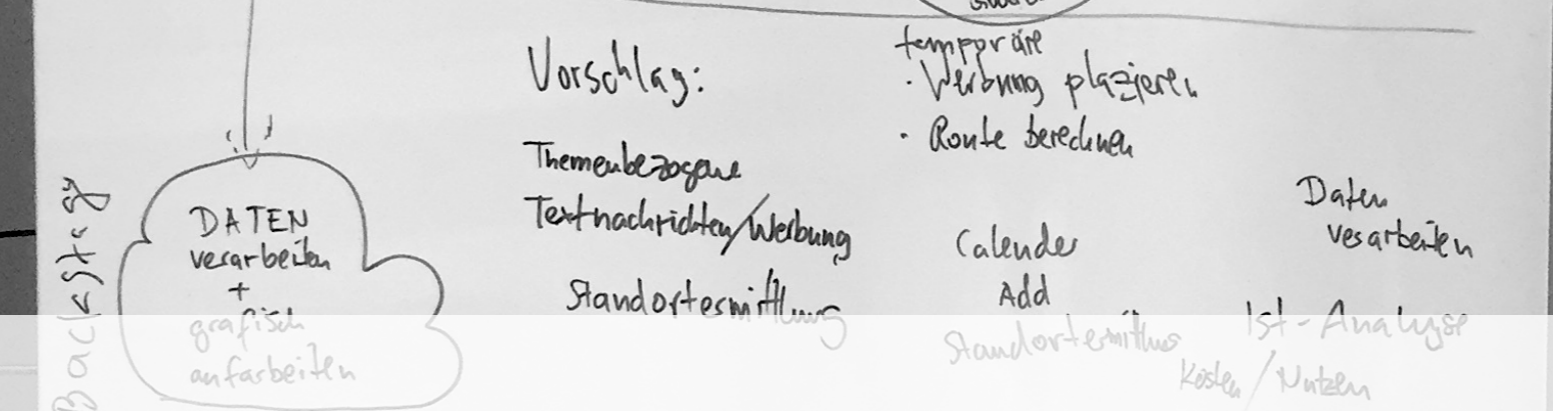 Backstag
DATEN
verarbeiten
+
grafisch
aufarbeiten
Vorschlag:
Themenbezogene
Textnachrichten/Werbung
Standortermittlung
temporäre
· Werbung plazieren
· Route berechnen
Calender
Add
Standortermittlung
Daten
verarbeiten
Ist-Analyse
Kosten/Nutzen